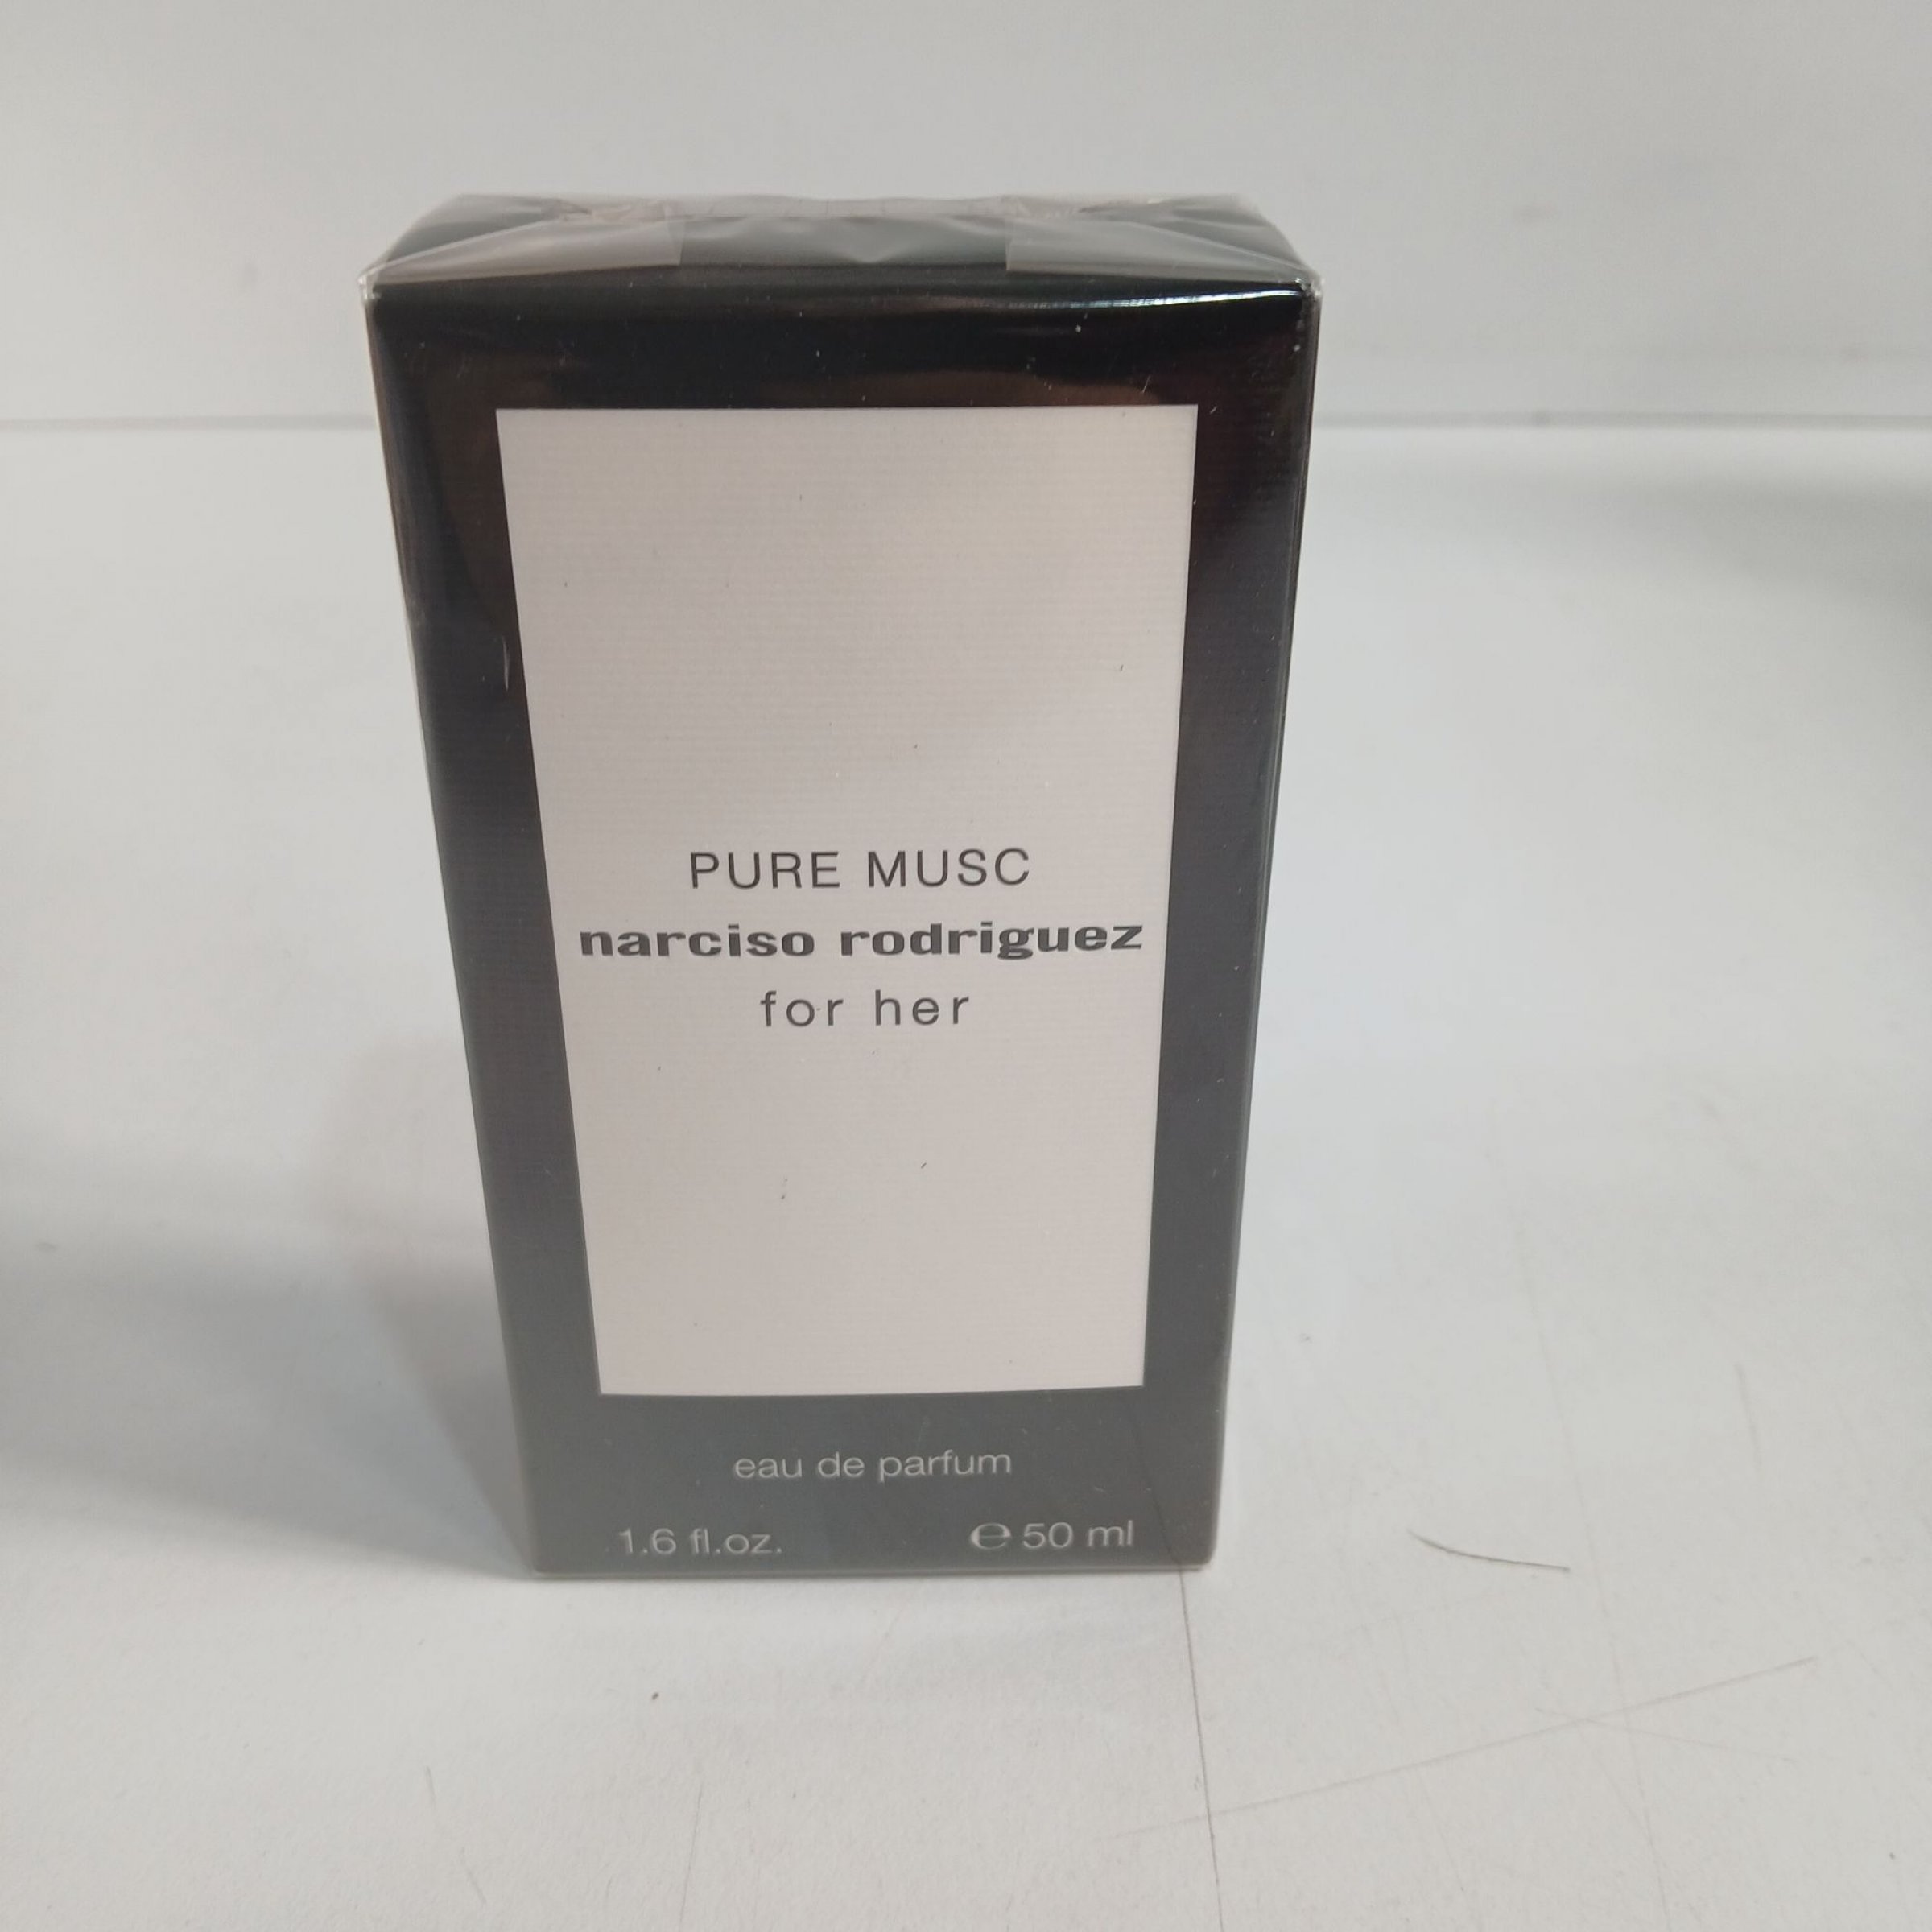 PURE MUSC
narciso rodriguez
for her
eau de parfum
1.6 fl.oz. ℮ 50 ml